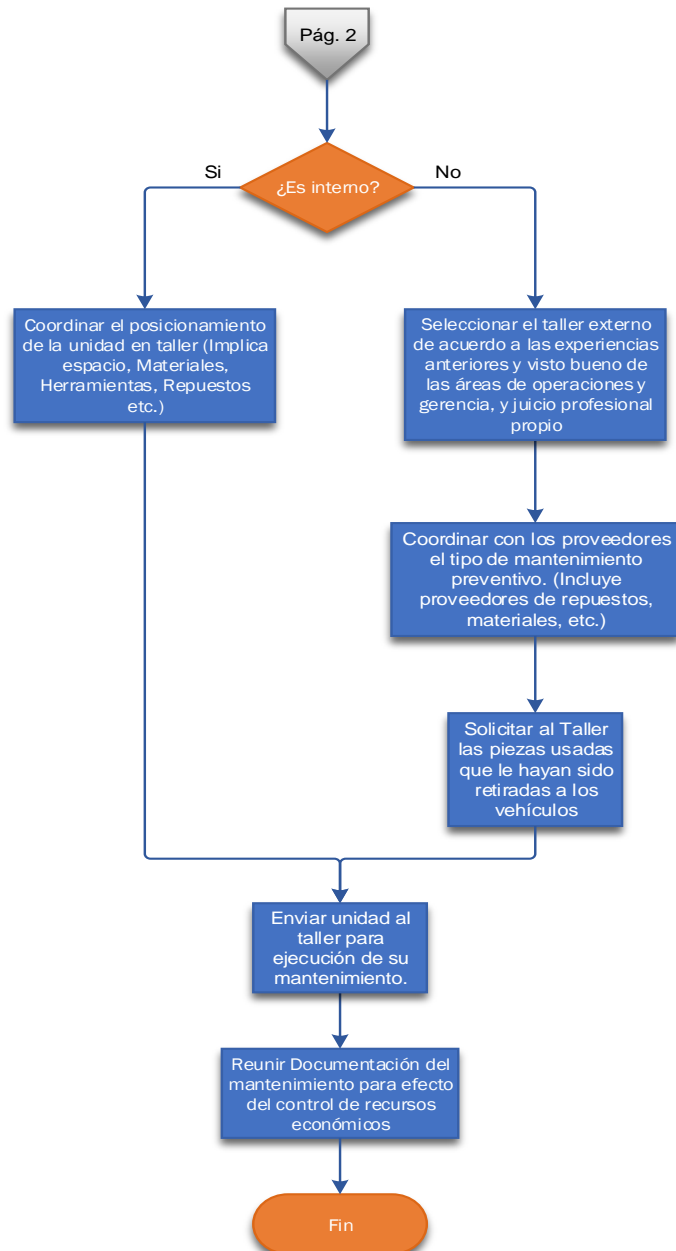 Pág. 2
¿Es interno?
Si
No
Coordinar el posicionamiento
de la unidad en taller (Implica
espacio, Materiales,
Herramientas, Repuestos
etc.)
Seleccionar el taller externo
de acuerdo a las experiencias
anteriores y visto bueno de
las áreas de operaciones y
gerencia, y juicio profesional
propio
Coordinar con los proveedores
el tipo de mantenimiento
preventivo. (Incluye
proveedores de repuestos,
materiales, etc.)
Solicitar al Taller
las piezas usadas
que le hayan sido
retiradas a los
vehículos
Enviar unidad al
taller para
ejecución de su
mantenimiento.
Reunir Documentación del
mantenimiento para efecto
del control de recursos
económicos
Fin